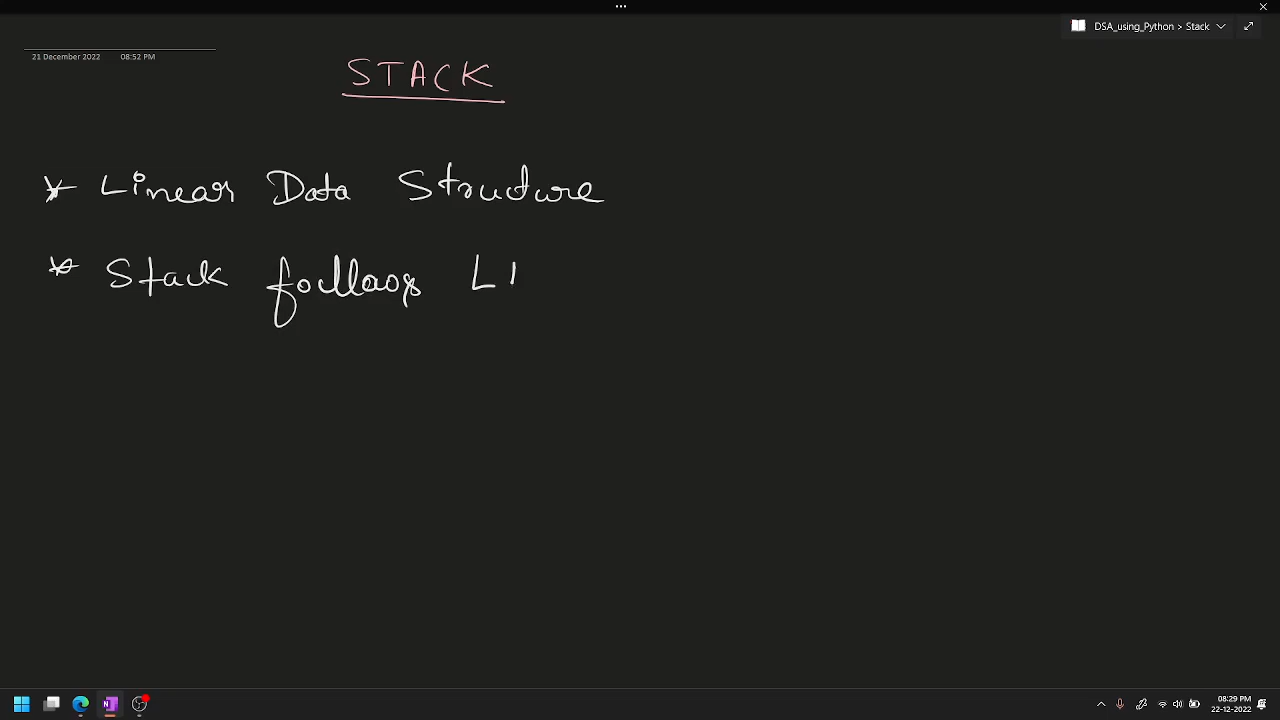 DSA_using_Python > Stack
21 December 2022 08:52 PM
STACK
* Linear Data Structure
* Stack follows LI
08:29 PM
22-12-2022